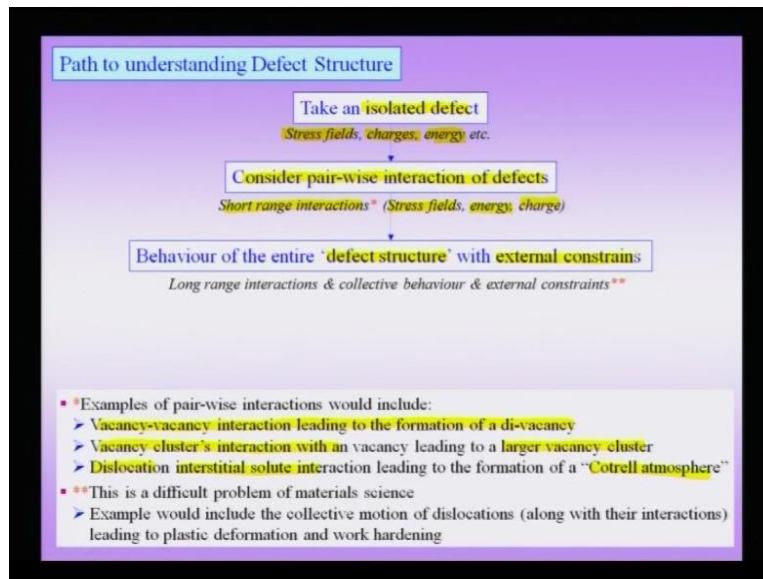 Path to understanding Defect Structure
Take an isolated defect
Stress fields, charges, energy etc.
Consider pair-wise interaction of defects
Short range interactions* (Stress fields, energy, charge)
Behaviour of the entire ‘defect structure’ with external constrains
Long range interactions & collective behaviour & external constraints**
▪ *Examples of pair-wise interactions would include:
➤ Vacancy-vacancy interaction leading to the formation of a di-vacancy
➤ Vacancy cluster's interaction with an vacancy leading to a larger vacancy cluster
➤ Dislocation interstitial solute interaction leading to the formation of a “Cotrell atmosphere”
▪ **This is a difficult problem of materials science
➤ Example would include the collective motion of dislocations (along with their interactions)
leading to plastic deformation and work hardening